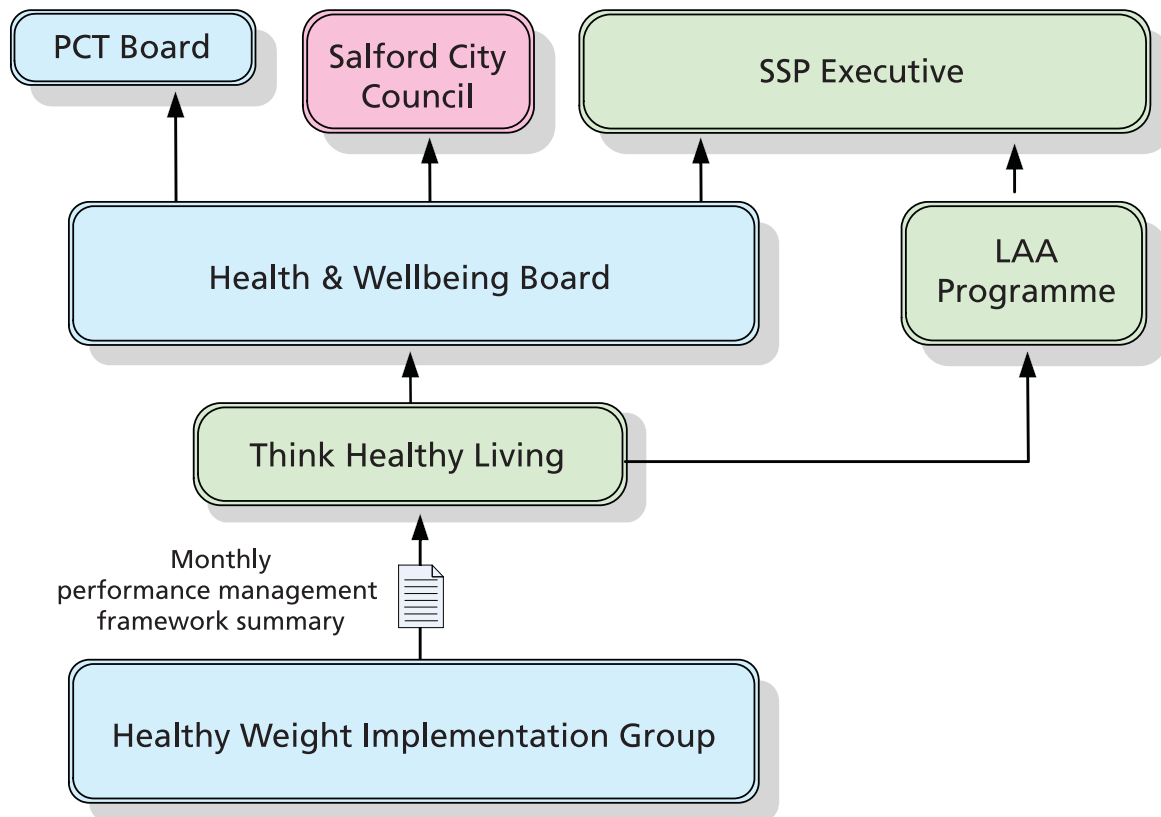 PCT Board
Salford City
Council
SSP Executive
Health & Wellbeing Board
LAA
Programme
Think Healthy Living
Monthly
performance management
framework summary
Healthy Weight Implementation Group